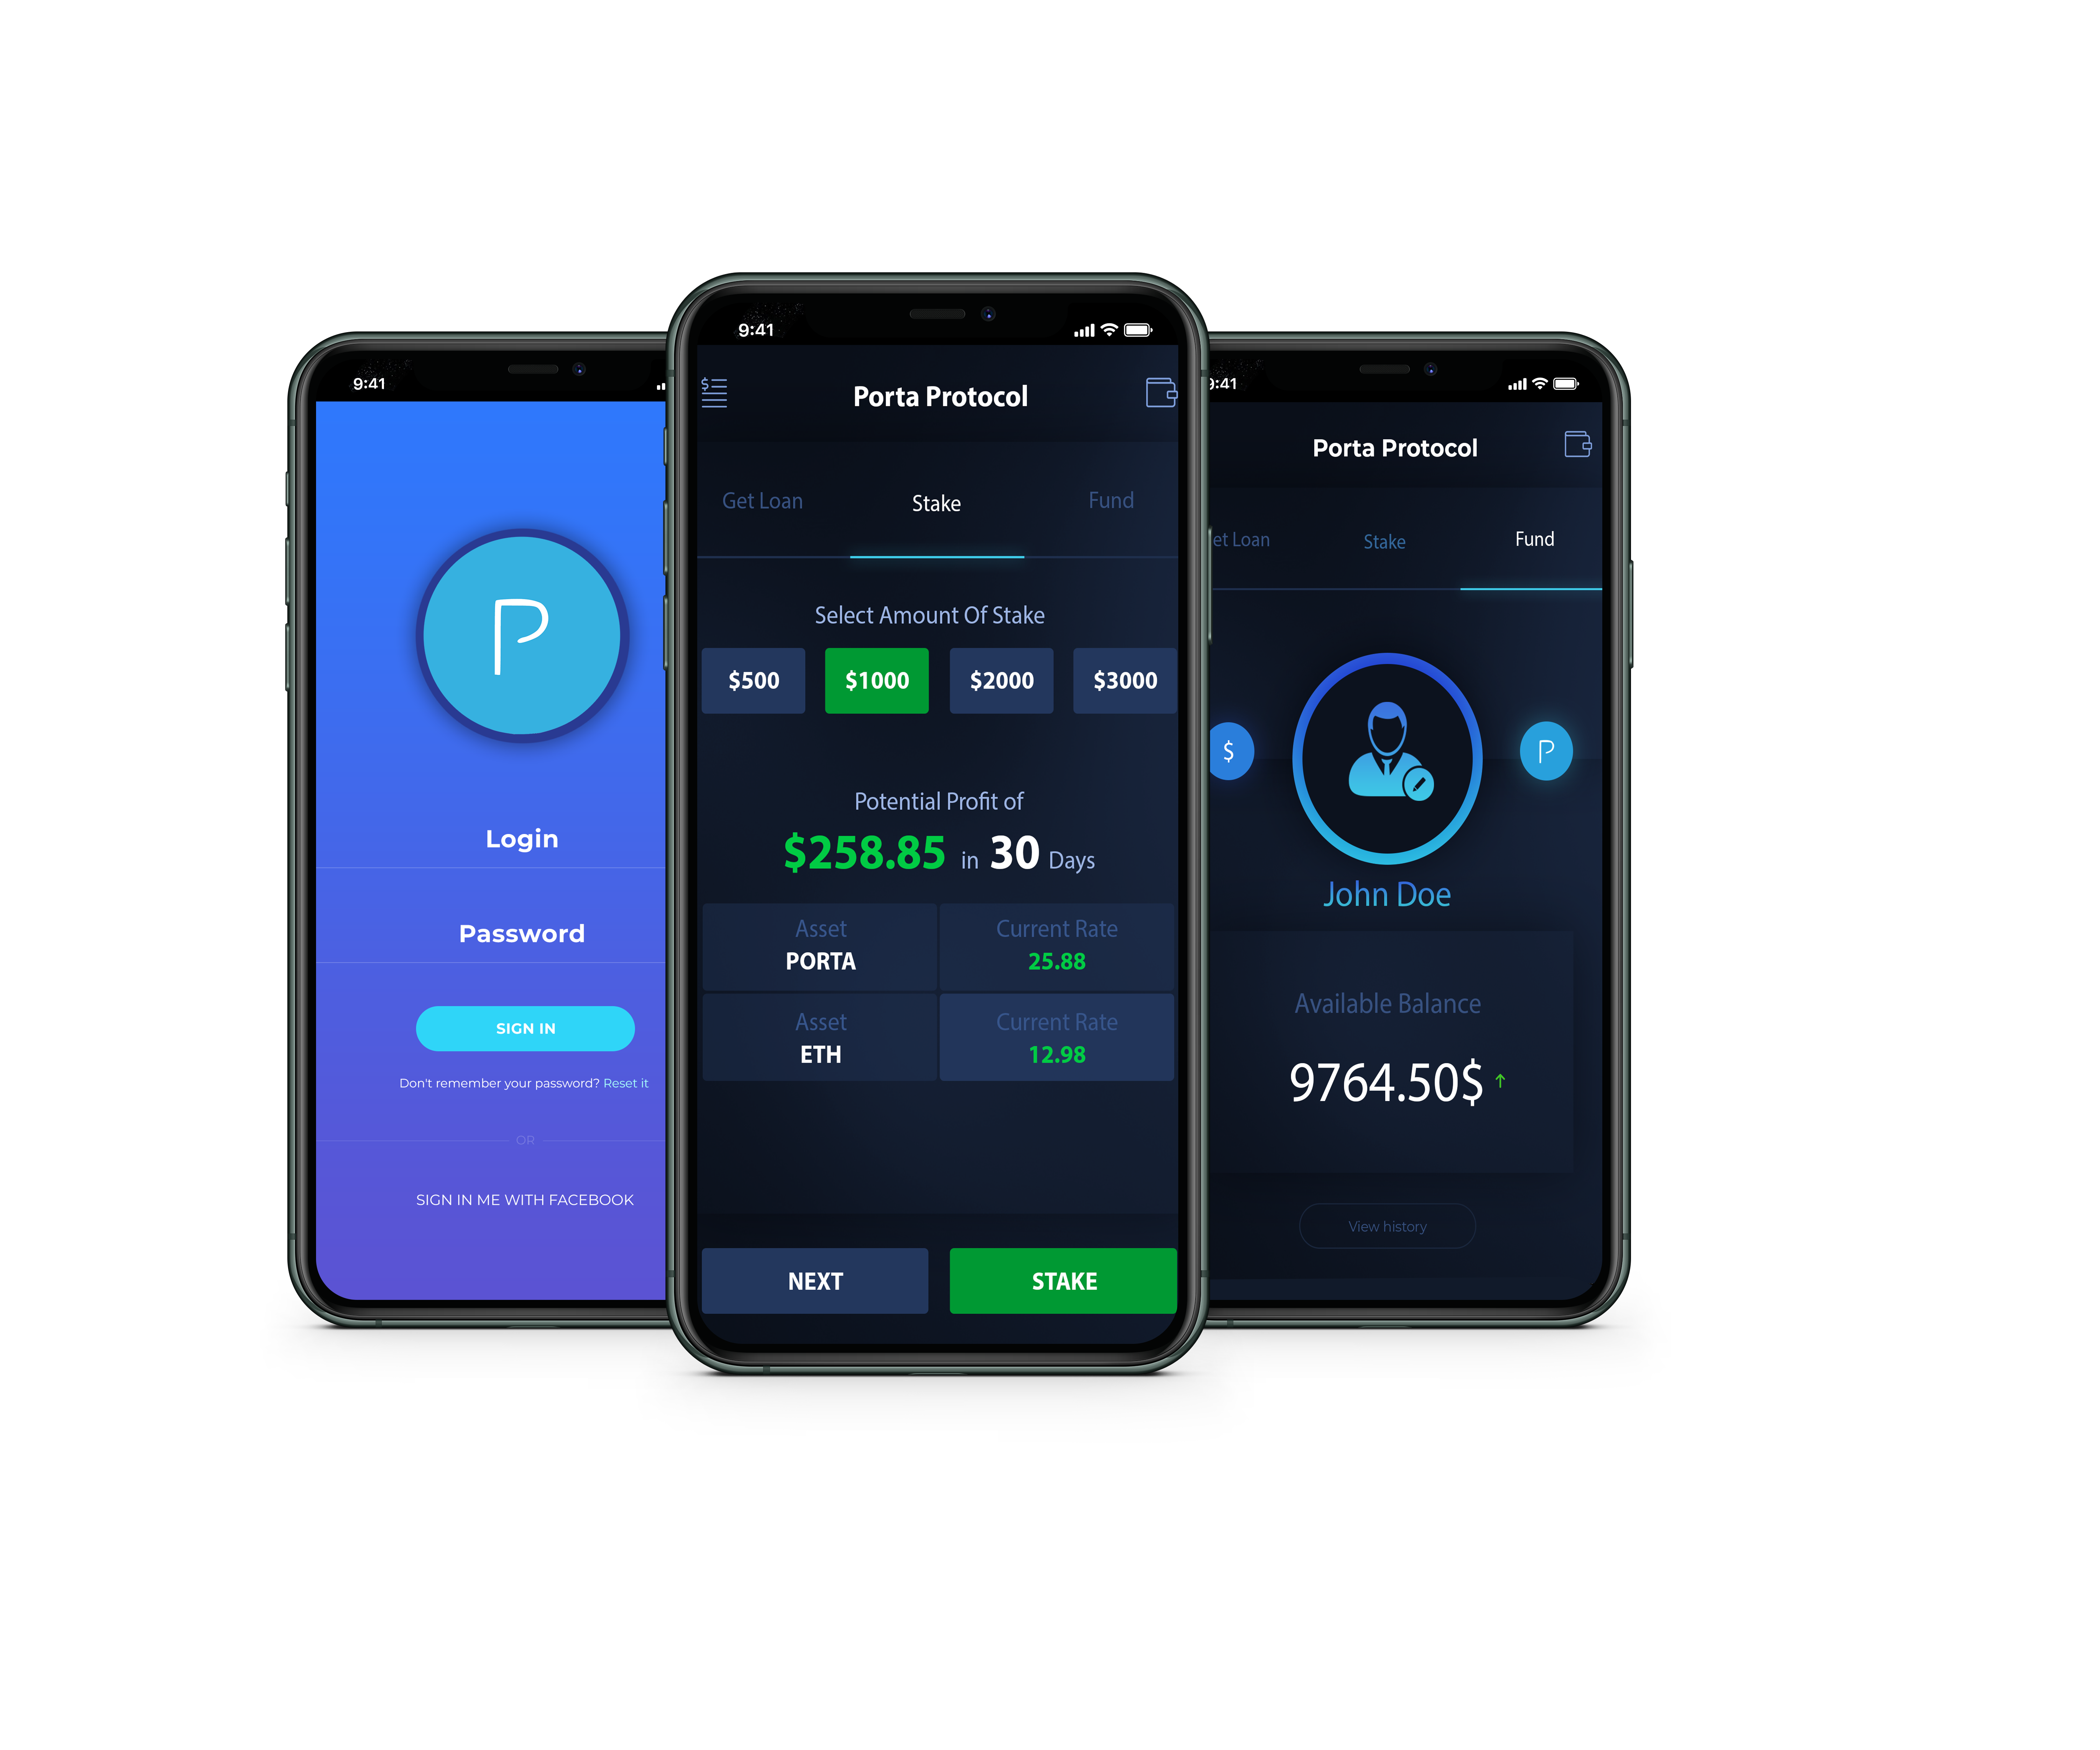 9:41
P
Login
Password
SIGN IN
Don't remember your password? Reset it
OR
SIGN IN ME WITH FACEBOOK
9:41
$
Porta Protocol
Get Loan Stake Fund
Select Amount Of Stake
$500 $1000 $2000 $3000
Potential Profit of
$258.85 in 30 Days
Asset Current Rate
PORTA 25.88
Asset Current Rate
ETH 12.98
NEXT STAKE
9:41
Porta Protocol
et Loan Stake Fund
$ P
John Doe
Available Balance
9764.50$
View history